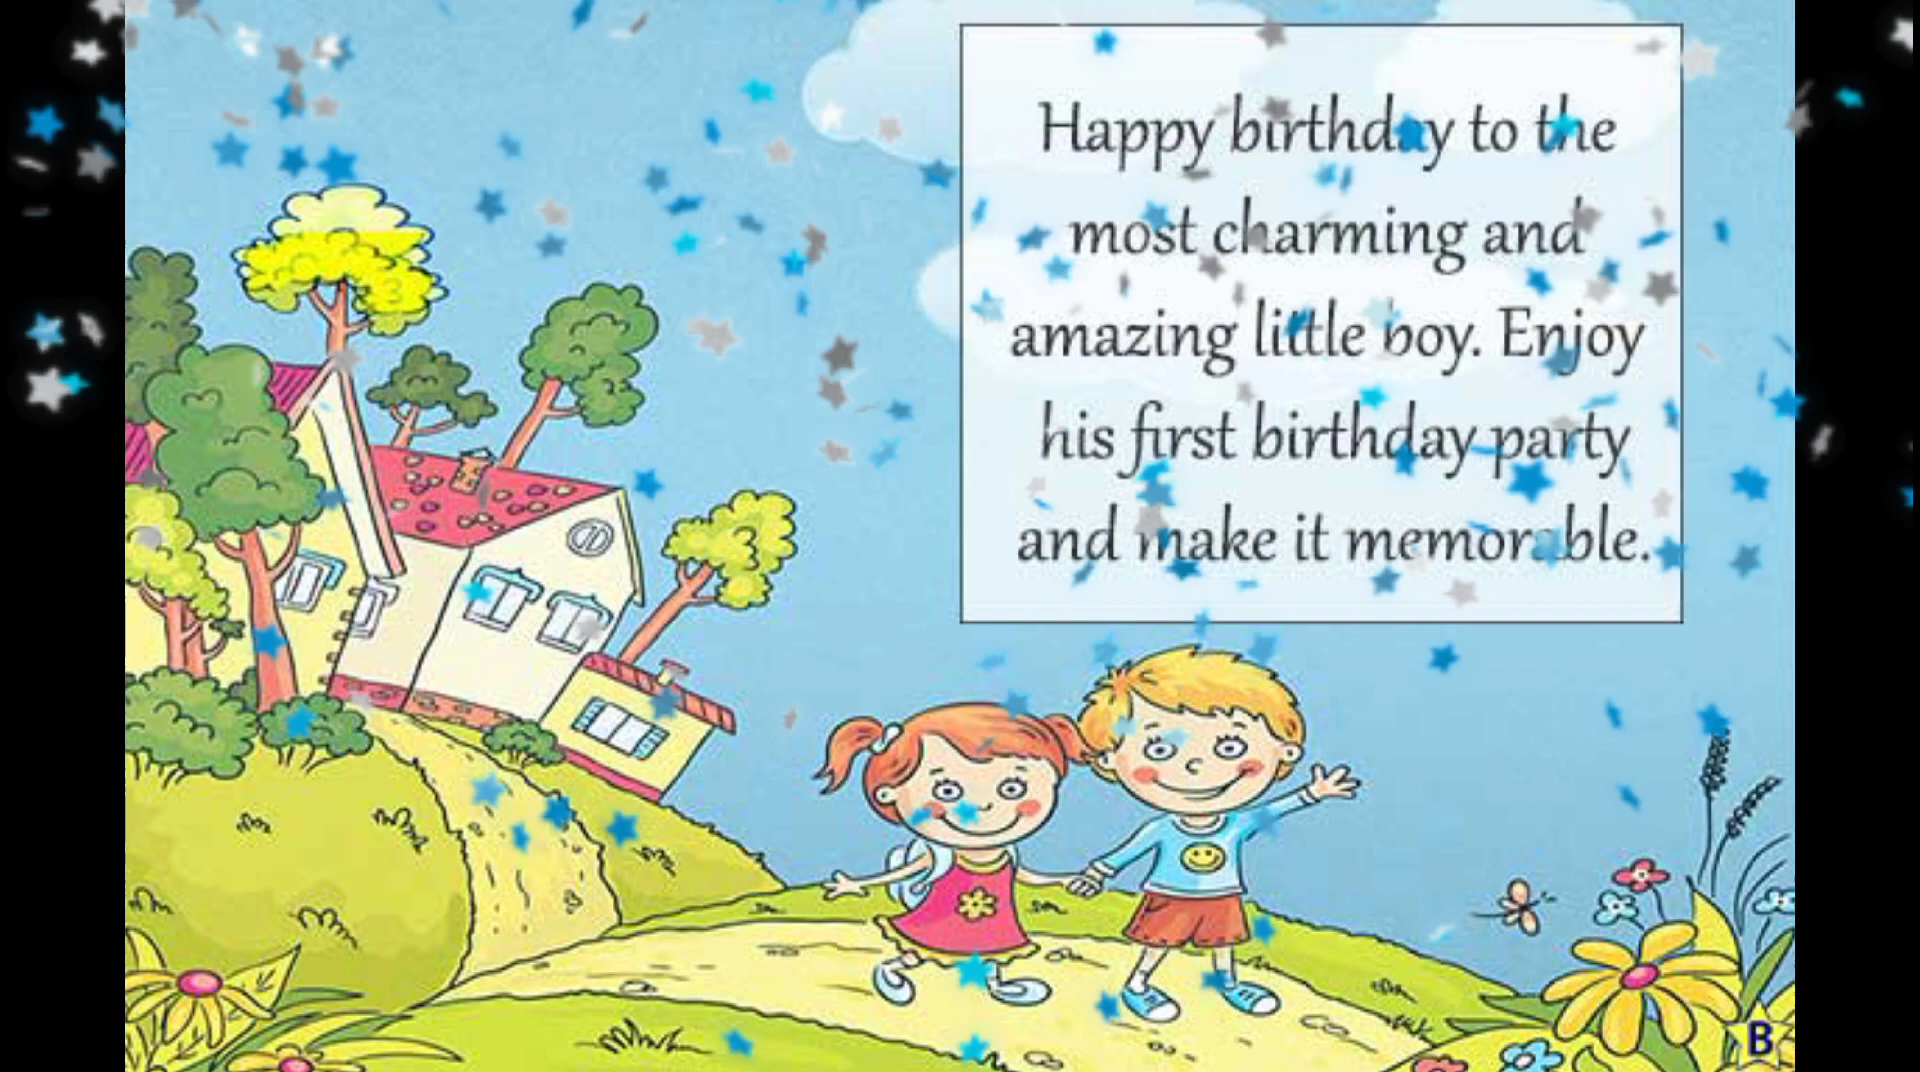 Happy birthday to the
most charming and
amazing little boy. Enjoy
his first birthday party
and make it memorable.
B